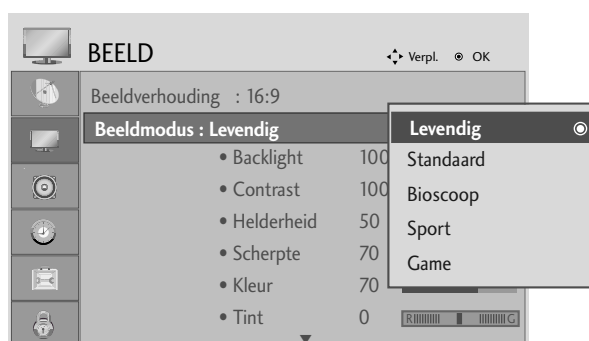 BEELD
Verpl. OK
Beeldverhouding : 16:9
Beeldmodus : Levendig
• Backlight 100
• Contrast 100
• Helderheid 50
• Scherpte 70
• Kleur 70
• Tint 0 R G
Levendig
Standaard
Bioscoop
Sport
Game